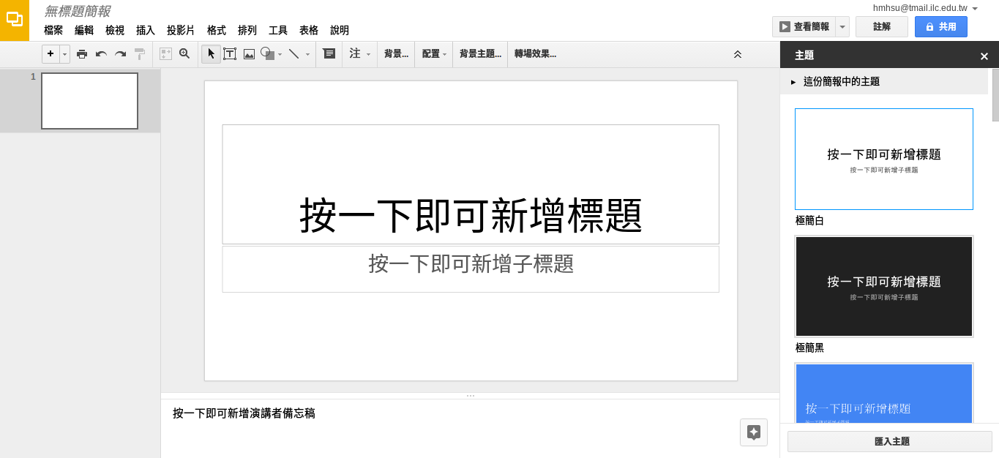 無標題簡報
hmhsu@tmail.ilc.edu.tw
檔案 編輯 檢視 插入 投影片 格式 排列 工具 表格 說明
查看簡報 註解 共用
注 背景... 配置 背景主題... 轉場效果...
主題
1
這份簡報中的主題
按一下即可新增標題
按一下即可新增子標題
按一下即可新增演講者備忘稿
按一下即可新增標題
按一下即可新增子標題
極簡白
按一下即可新增標題
按一下即可新增子標題
極簡黑
按一下即可新增標題
匯入主題